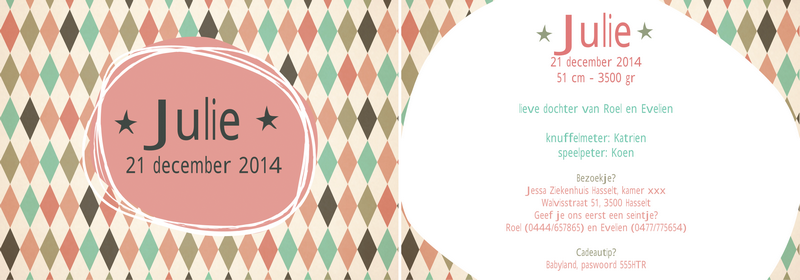 Julie
21 december 2014
Julie
21 december 2014
51 cm - 3500 gr
lieve dochter van Roel en Evelen
knuffelmeter: Katrien
speelpeter: Koen
Bezoekje?
Jessa Ziekenhuis Hasselt, kamer xxx
Walvisstraat 51, 3500 Hasselt
Geef je ons eerst een seintje?
Roel (0444/657865) en Evelen (0477/775654)
Cadeautip?
Babyland, paswoord 555HTR